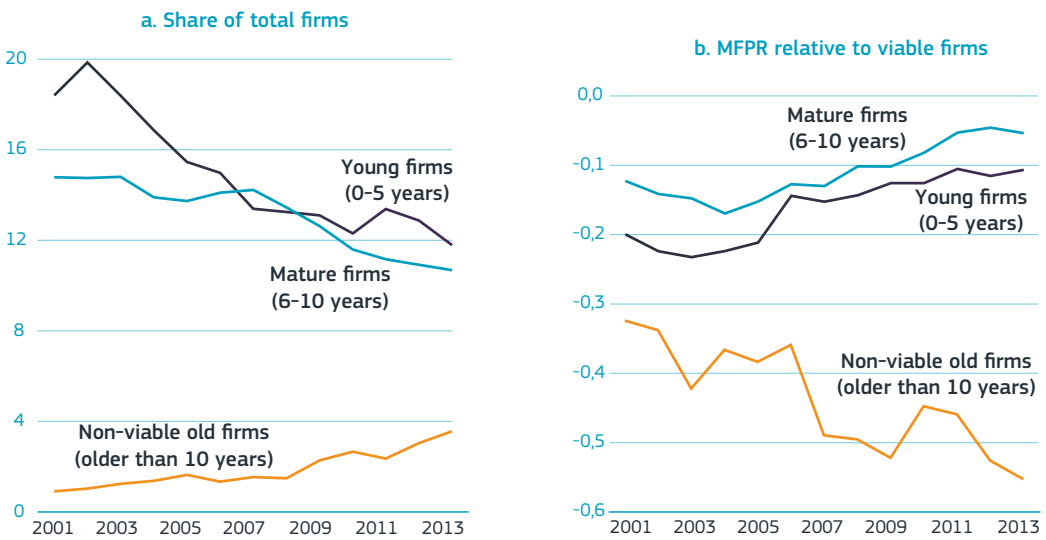 a. Share of total firms
20
16
12
8
4
0
Young firms
(0-5 years)
Mature firms
(6-10 years)
Non-viable old firms
(older than 10 years)
2001 2003 2005 2007 2009 2011 2013
b. MFPR relative to viable firms
0,0
-0,1
-0,2
-0,3
-0,4
-0,5
-0,6
Mature firms
(6-10 years)
Young firms
(0-5 years)
Non-viable old firms
(older than 10 years)
2001 2003 2005 2007 2009 2011 2013